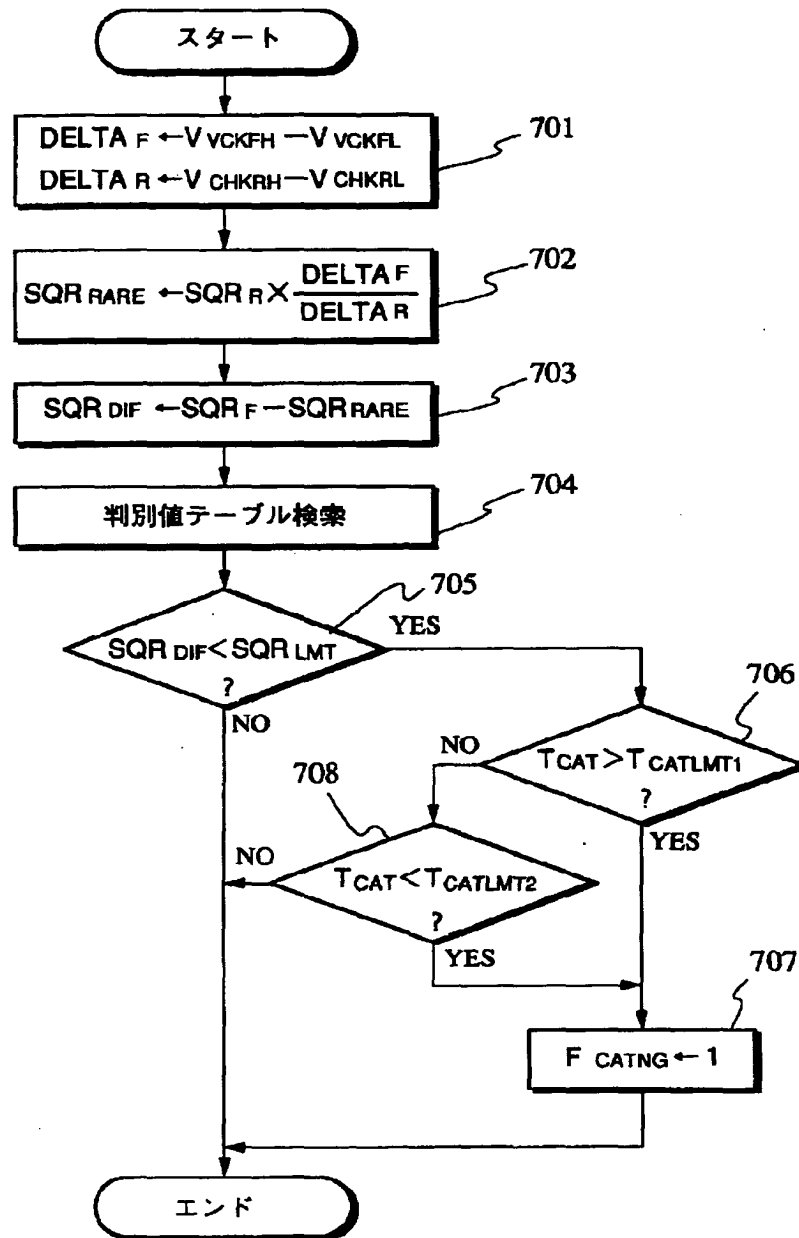 スタート
DELTA F ← V VCKFH − V VCKFL
DELTA R ← V CHKRH − V CHKRL
701
SQR RARE ← SQR R × DELTA F / DELTA R
702
SQR DIF ← SQR F − SQR RARE
703
判別値テーブル検索
704
705
SQR DIF < SQR LMT
?
YES
NO
706
T CAT > T CATLMT1
?
NO
YES
708
T CAT < T CATLMT2
?
NO
YES
707
F CATNG ← 1
エンド